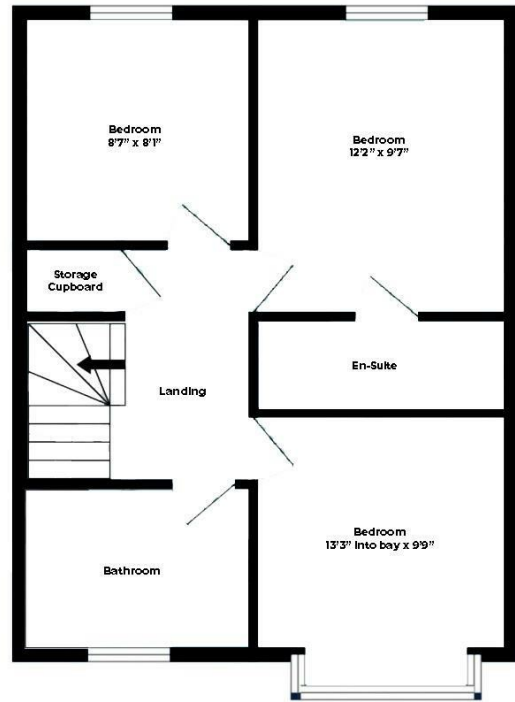 Bedroom
8'7" x 8'1"
Bedroom
12'2" x 9'7"
Storage
Cupboard
En-Suite
Landing
Bedroom
13'3" into bay x 9'9"
Bathroom